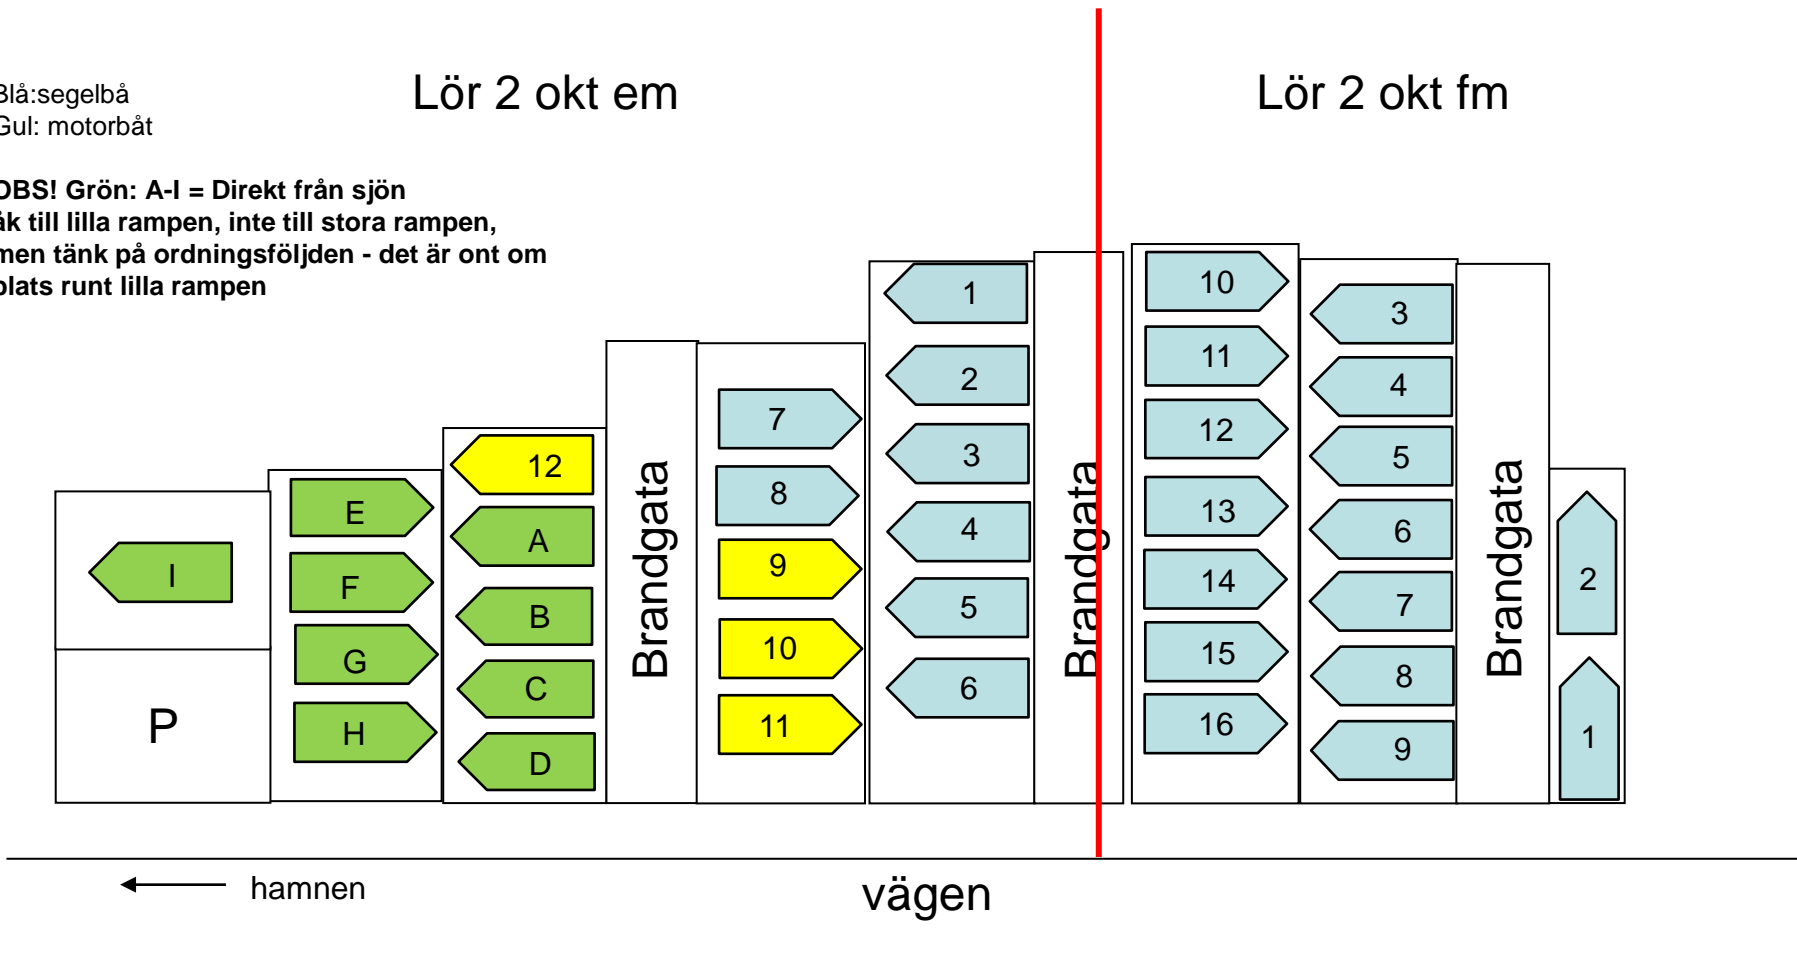 Lör 2 okt em
Lör 2 okt fm
Blå:segelbå
Gul: motorbåt
OBS! Grön: A-I = Direkt från sjön
åk till lilla rampen, inte till stora rampen,
men tänk på ordningsföljden - det är ont om
plats runt lilla rampen
I
P
E
F
G
H
12
A
B
C
D
Brandgata
7
8
9
10
11
1
2
3
4
5
6
Brandgata
10
11
12
13
14
15
16
3
4
5
6
7
8
9
Brandgata
2
1
hamnen
vägen